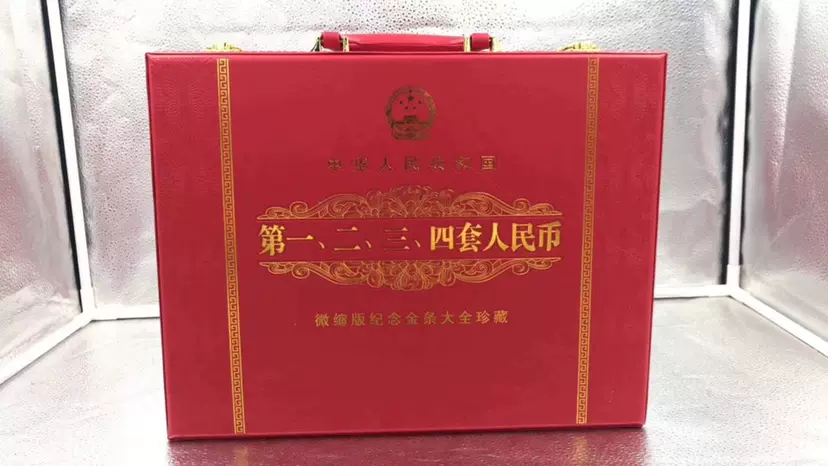 中华人民共和国
第一、二、三、四套人民币
微缩版纪念金条大全珍藏